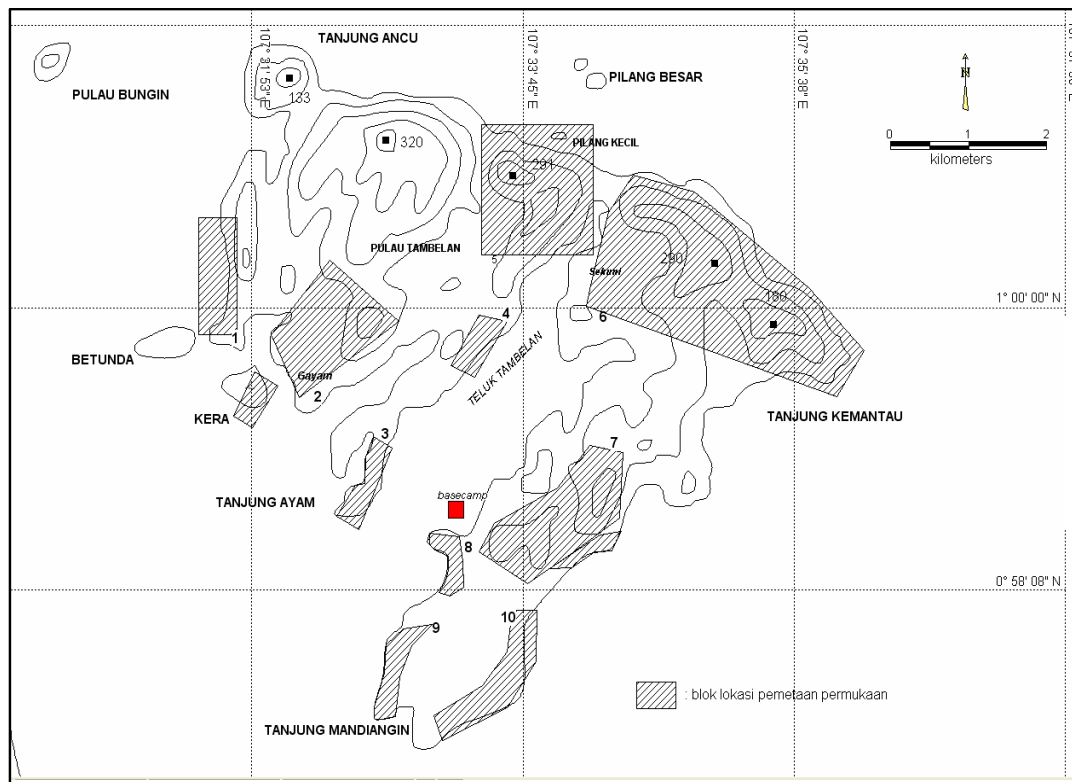 TANJUNG ANCU
107° 31' 53" E
107° 33' 45" E
107° 35' 38" E
PULAU BUNGIN
133
PILANG BESAR
N
320
PILANG KECIL
291
0 1 2
kilometers
PULAU TAMBELAN
5
Sekuni
290
180
1° 00' 00" N
1
4
6
BETUNDA
Gayam
2
TELUK TAMBELAN
KERA
TANJUNG KEMANTAU
3
7
TANJUNG AYAM
basecamp
8
0° 58' 08" N
10
9
: blok lokasi pemetaan permukaan
TANJUNG MANDIANGIN